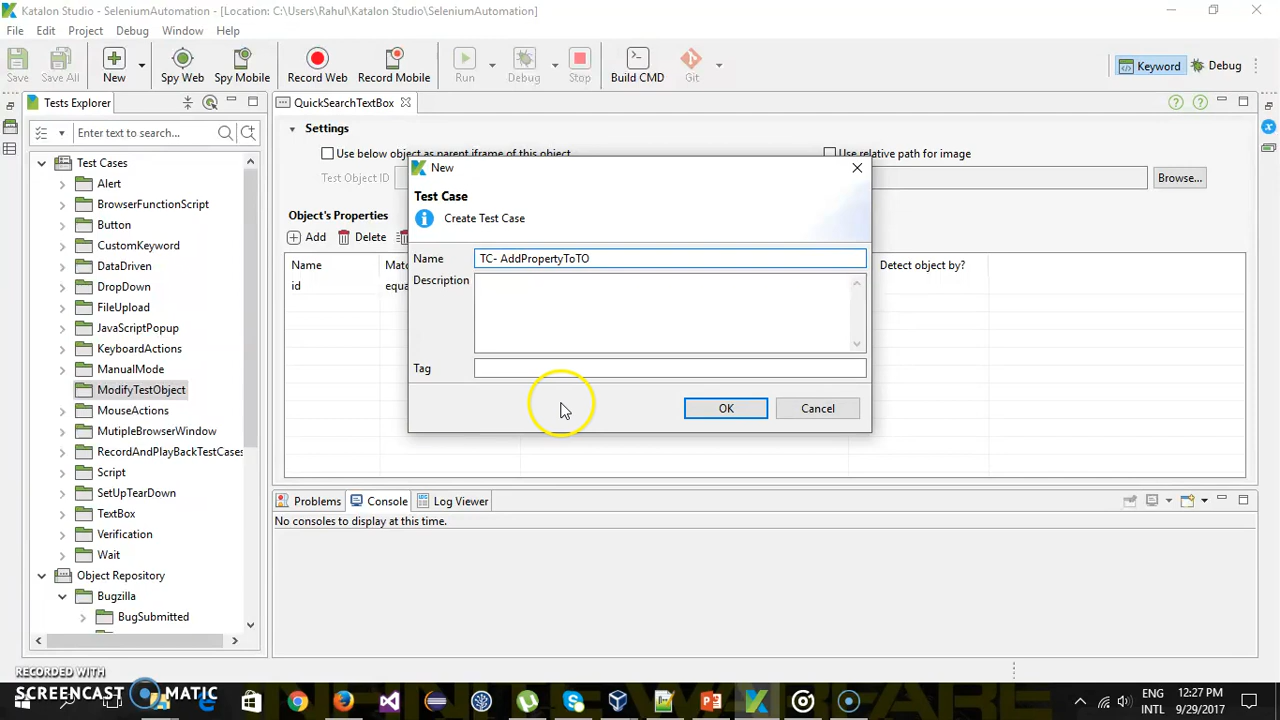 Katalon Studio - SeleniumAutomation - [Location: C:\Users\Rahul\Katalon Studio\SeleniumAutomation]
File Edit Project Debug Window Help
Save Save All New Spy Web Spy Mobile Record Web Record Mobile Run Debug Stop Build CMD Git Keyword Debug
Tests Explorer
QuickSearchTextBox
Enter text to search...
Settings
Use below object as parent iframe of this object
Use relative path for image
Test Object ID
Browse...
Object's Properties
Add Delete
Name
Detect object by?
id
New
Test Case
Create Test Case
Name TC- AddPropertyToTO
Description
Tag
OK Cancel
Test Cases
Alert
BrowserFunctionScript
Button
CustomKeyword
DataDriven
DropDown
FileUpload
JavaScriptPopup
KeyboardActions
ManualMode
ModifyTestObject
MouseActions
MutipleBrowserWindow
RecordAndPlayBackTestCases
Script
SetUpTearDown
TextBox
Verification
Wait
Object Repository
Bugzilla
BugSubmitted
Problems Console Log Viewer
No consoles to display at this time.
RECORDED WITH
SCREENCAST MATIC
ENG
INTL
12:27 PM
9/29/2017